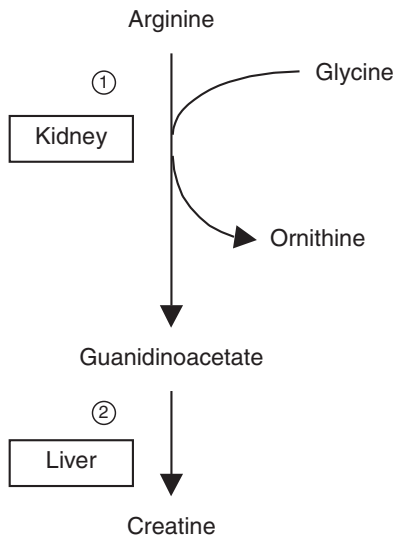 Arginine
①
Glycine
Kidney
Ornithine
Guanidinoacetate
②
Liver
Creatine